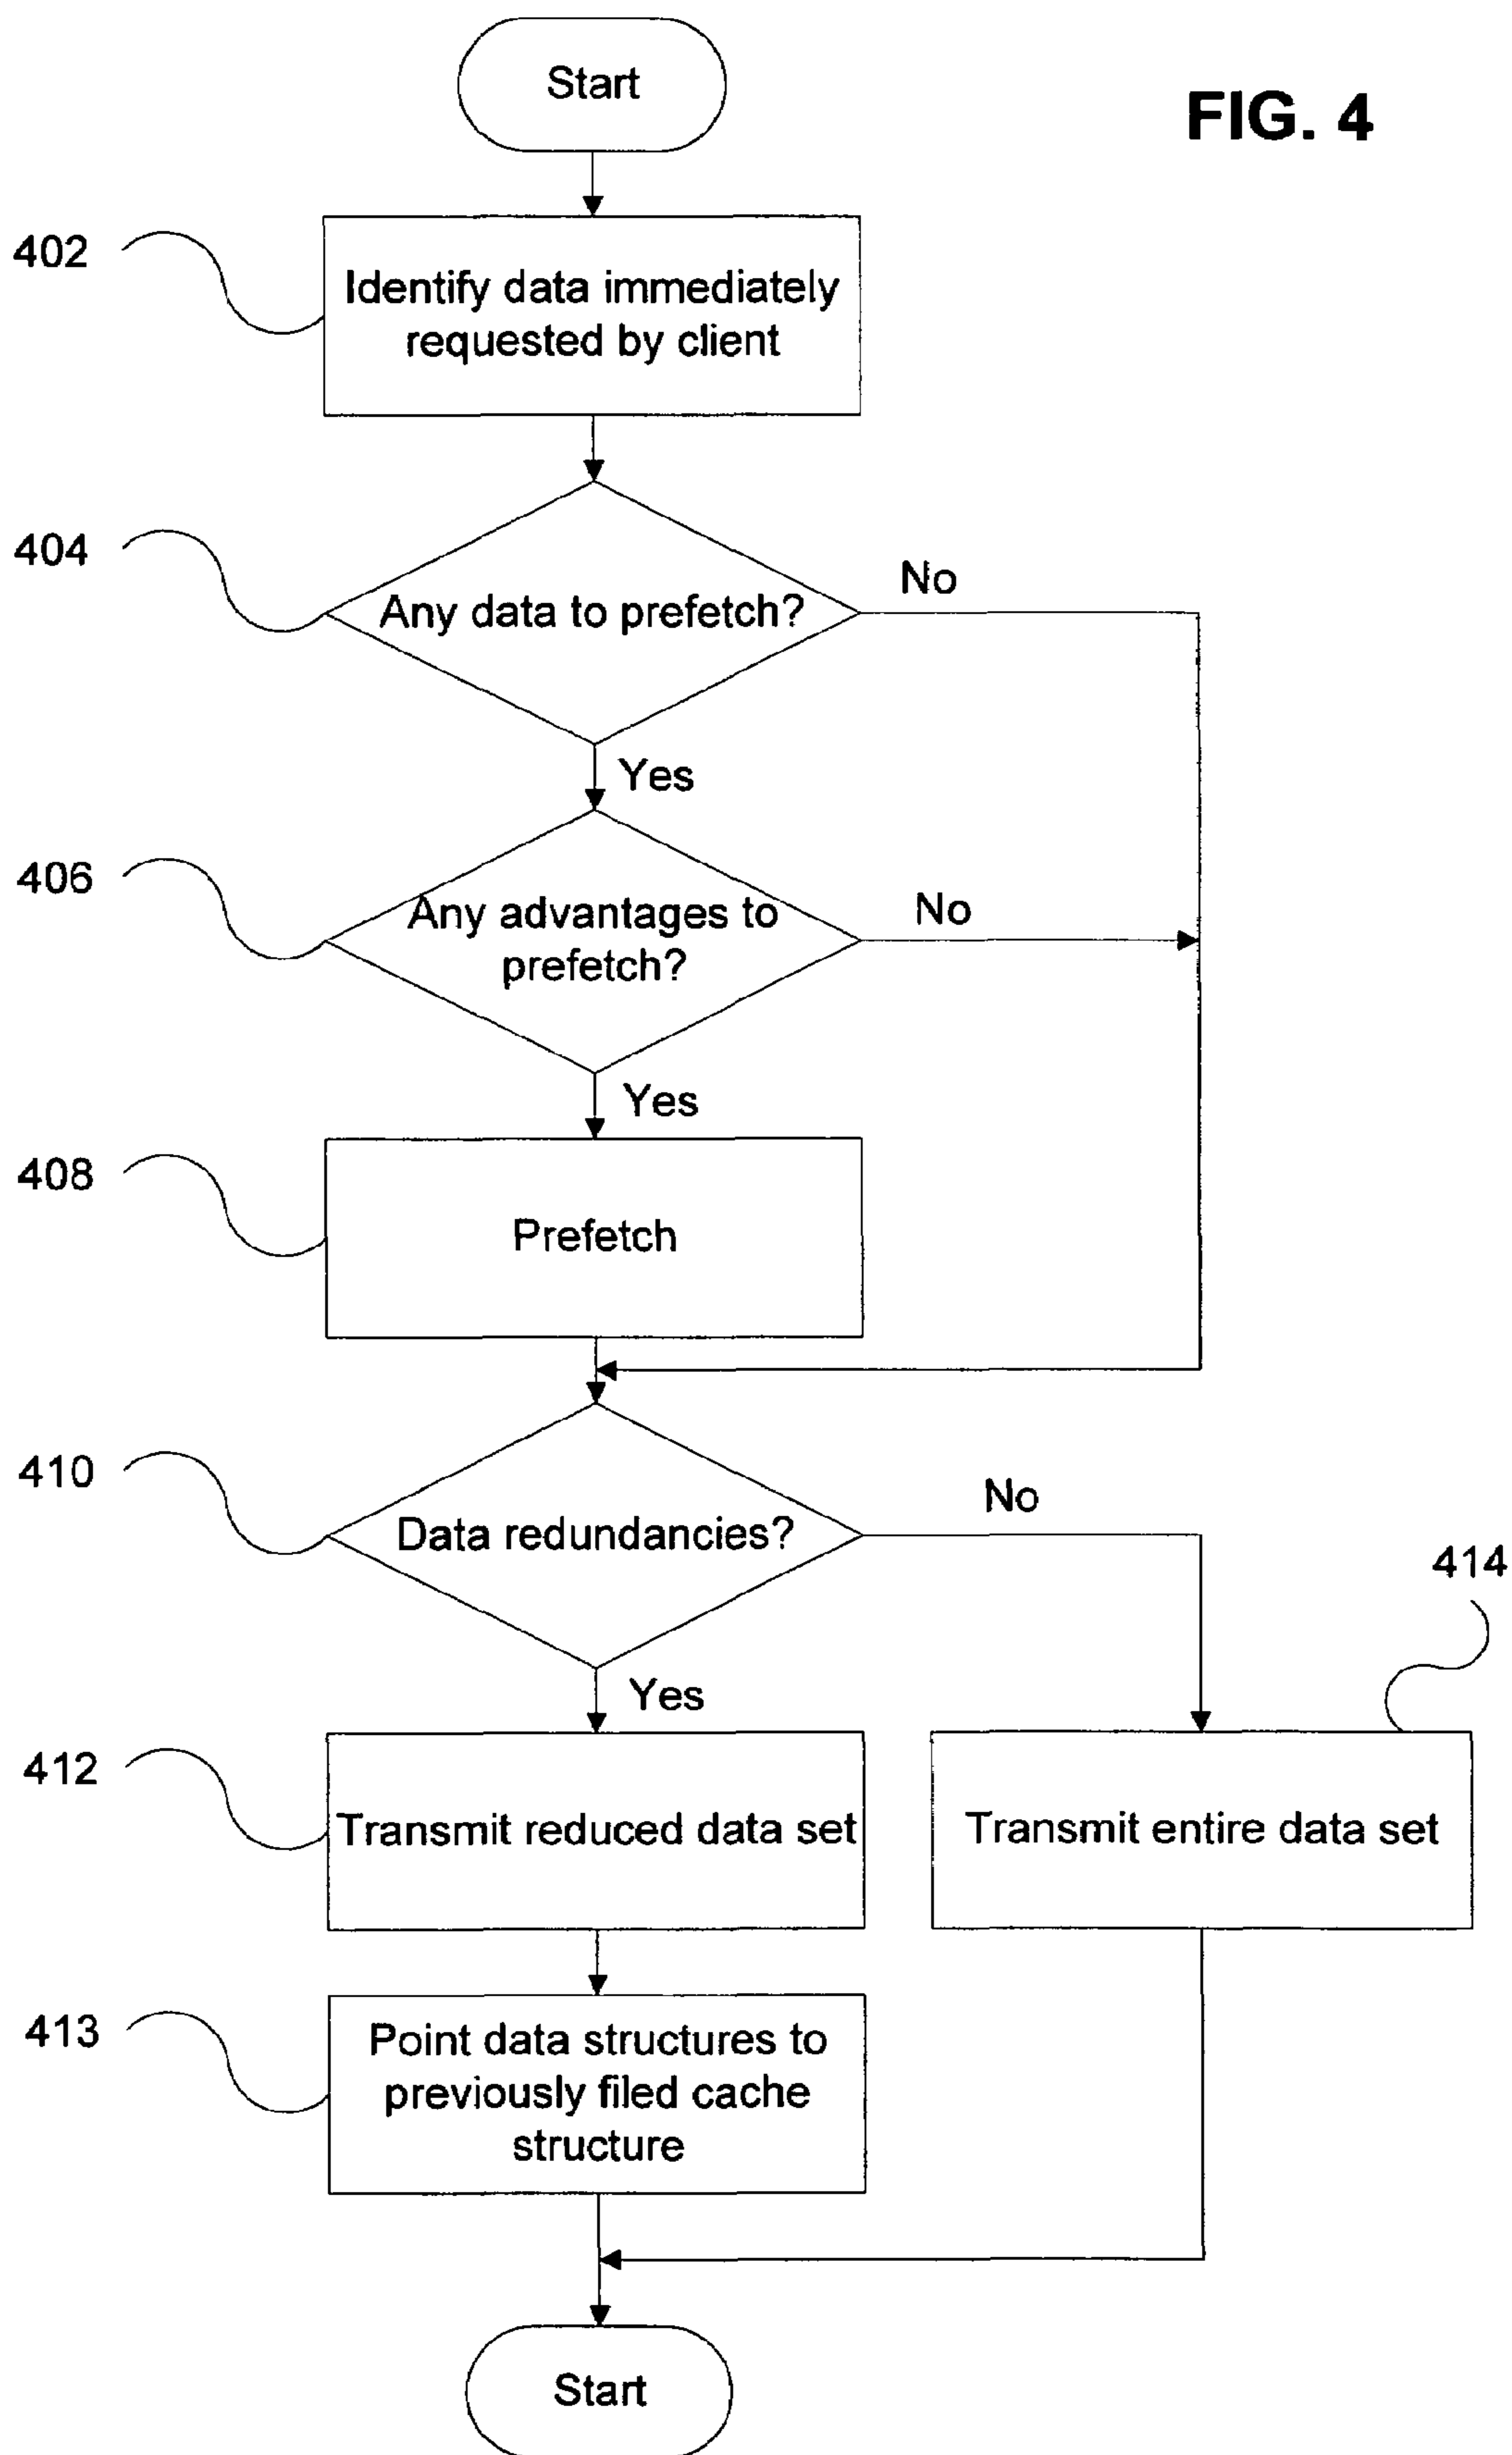 Start
FIG. 4
402
Identify data immediately
requested by client
404
Any data to prefetch?
No
Yes
406
Any advantages to
prefetch?
No
Yes
408
Prefetch
410
Data redundancies?
No
414
Yes
412
Transmit reduced data set
Transmit entire data set
413
Point data structures to
previously filed cache
structure
Start